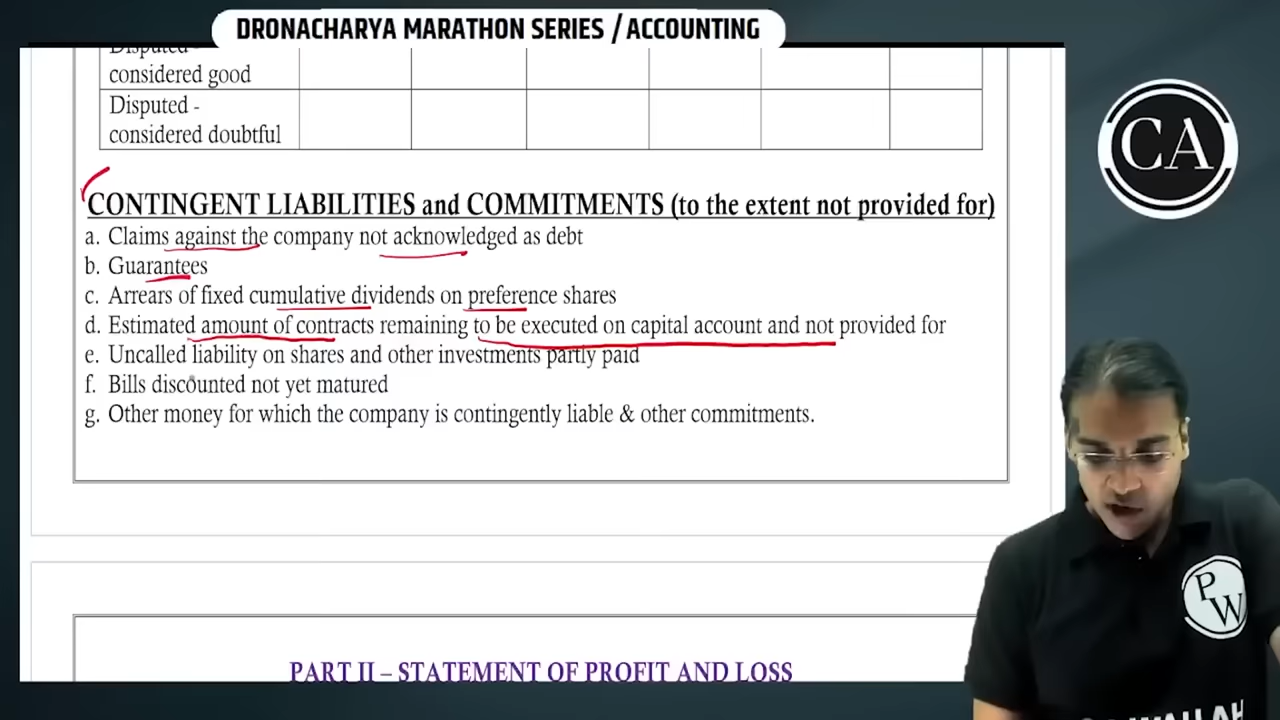 DRONACHARYA MARATHON SERIES / ACCOUNTING
Disputed -
considered good
Disputed -
considered doubtful
CA
CONTINGENT LIABILITIES and COMMITMENTS (to the extent not provided for)
a. Claims against the company not acknowledged as debt
b. Guarantees
c. Arrears of fixed cumulative dividends on preference shares
d. Estimated amount of contracts remaining to be executed on capital account and not provided for
e. Uncalled liability on shares and other investments partly paid
f. Bills discounted not yet matured
g. Other money for which the company is contingently liable & other commitments.
PW
PART II – STATEMENT OF PROFIT AND LOSS